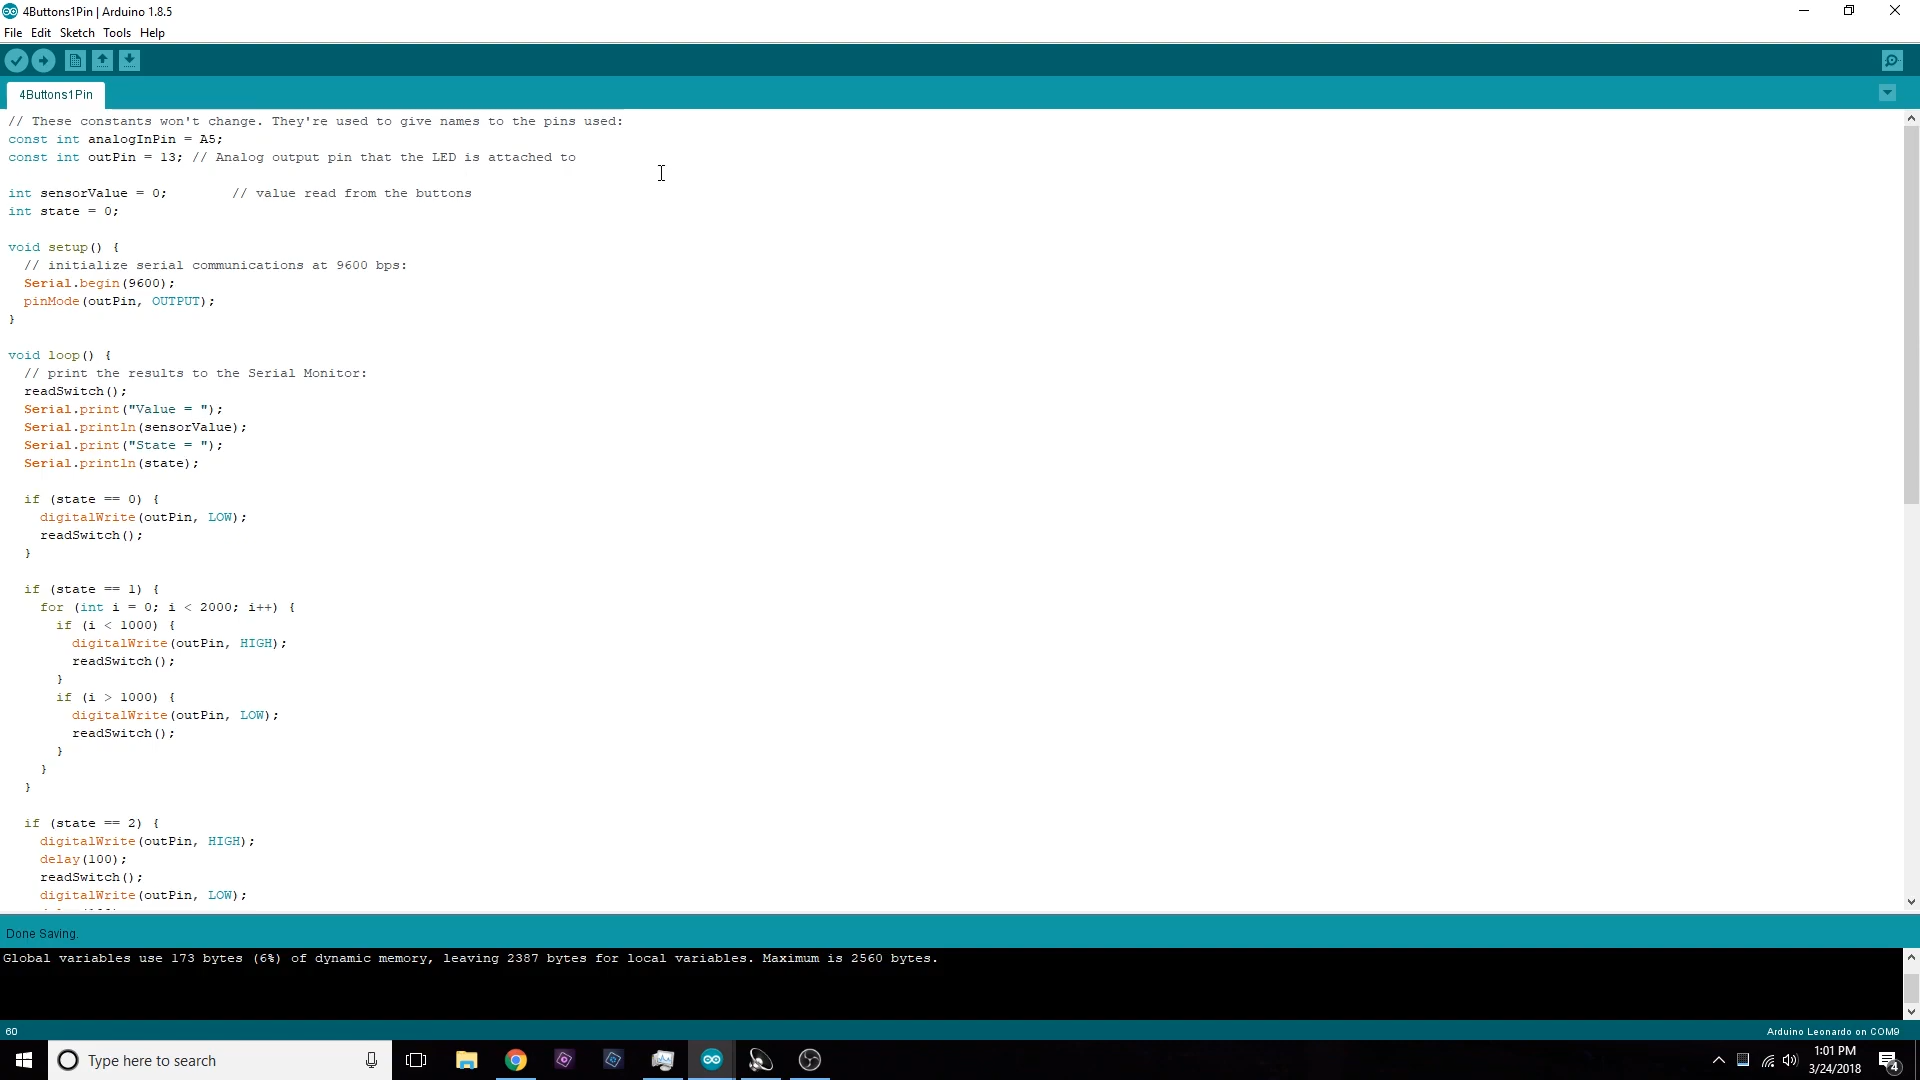 4Buttons1Pin | Arduino 1.8.5
File Edit Sketch Tools Help
4Buttons1Pin
// These constants won't change. They're used to give names to the pins used:
const int analogInPin = A5;
const int outPin = 13; // Analog output pin that the LED is attached to
int sensorValue = 0;        // value read from the buttons
int state = 0;
void setup() {
  // initialize serial communications at 9600 bps:
  Serial.begin(9600);
  pinMode(outPin, OUTPUT);
}
void loop() {
  // print the results to the Serial Monitor:
  readSwitch();
  Serial.print("Value = ");
  Serial.println(sensorValue);
  Serial.print("State = ");
  Serial.println(state);
  if (state == 0) {
    digitalWrite(outPin, LOW);
    readSwitch();
  }
  if (state == 1) {
    for (int i = 0; i < 2000; i++) {
      if (i < 1000) {
        digitalWrite(outPin, HIGH);
        readSwitch();
      }
      if (i > 1000) {
        digitalWrite(outPin, LOW);
        readSwitch();
      }
    }
  }
  if (state == 2) {
    digitalWrite(outPin, HIGH);
    delay(100);
    readSwitch();
    digitalWrite(outPin, LOW);
Done Saving.
Global variables use 173 bytes (6%) of dynamic memory, leaving 2387 bytes for local variables. Maximum is 2560 bytes.
60
Arduino Leonardo on COM9
Type here to search
1:01 PM
3/24/2018
4